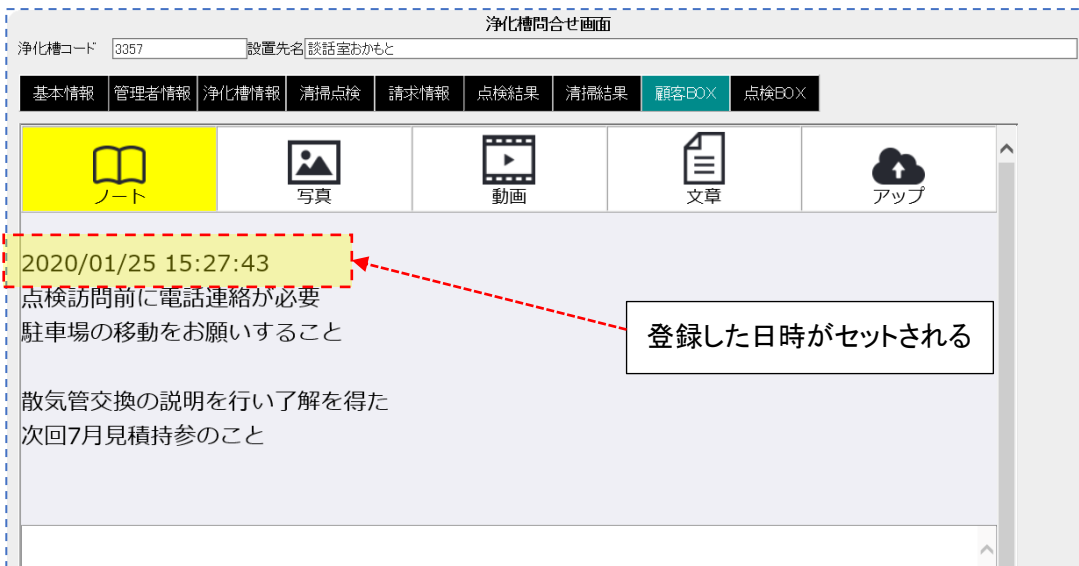 浄化槽問合せ画面
浄化槽コード 3357 設置先名 談話室おかもと
基本情報 管理者情報 浄化槽情報 清掃点検 請求情報 点検結果 清掃結果 顧客BOX 点検BOX
ノート 写真 動画 文章 アップ
2020/01/25 15:27:43
点検訪問前に電話連絡が必要
駐車場の移動をお願いすること
登録した日時がセットされる
散気管交換の説明を行い了解を得た
次回7月見積持参のこと